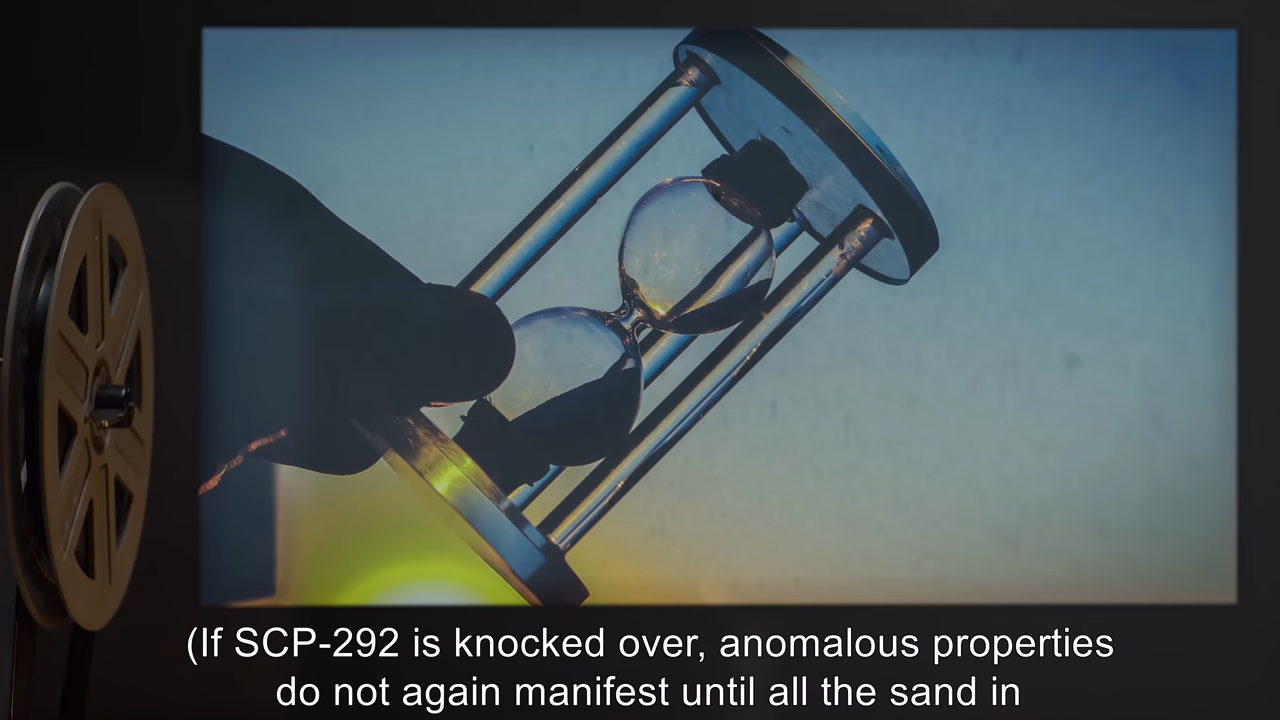 (If SCP-292 is knocked over, anomalous properties
do not again manifest until all the sand in